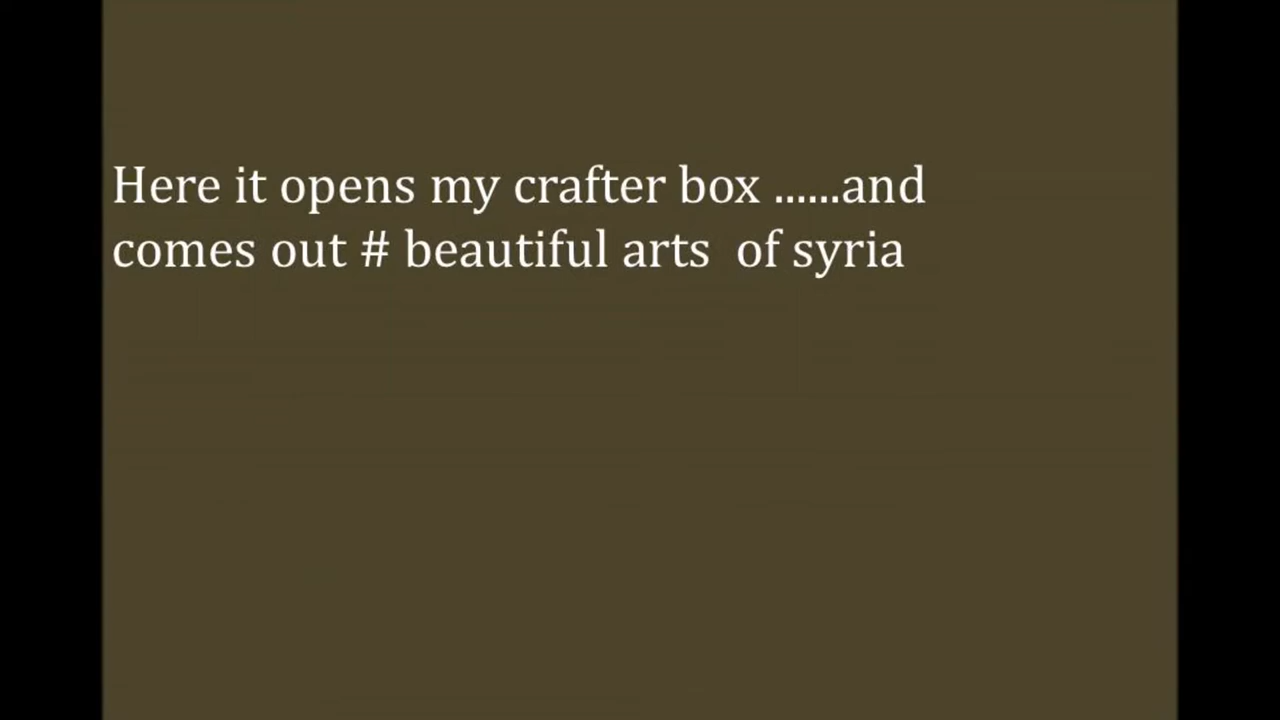 Here it opens my crafter box ......and
comes out # beautiful arts  of syria